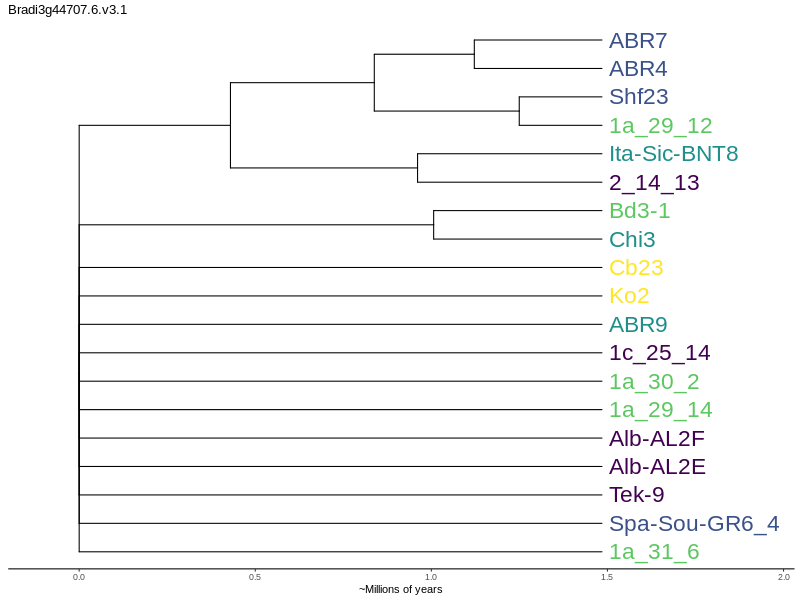 Bradi3g44707.6.v3.1
ABR7
ABR4
Shf23
1a_29_12
Ita-Sic-BNT8
2_14_13
Bd3-1
Chi3
Cb23
Ko2
ABR9
1c_25_14
1a_30_2
1a_29_14
Alb-AL2F
Alb-AL2E
Tek-9
Spa-Sou-GR6_4
1a_31_6
0.0 0.5 1.0 1.5 2.0
~Millions of years